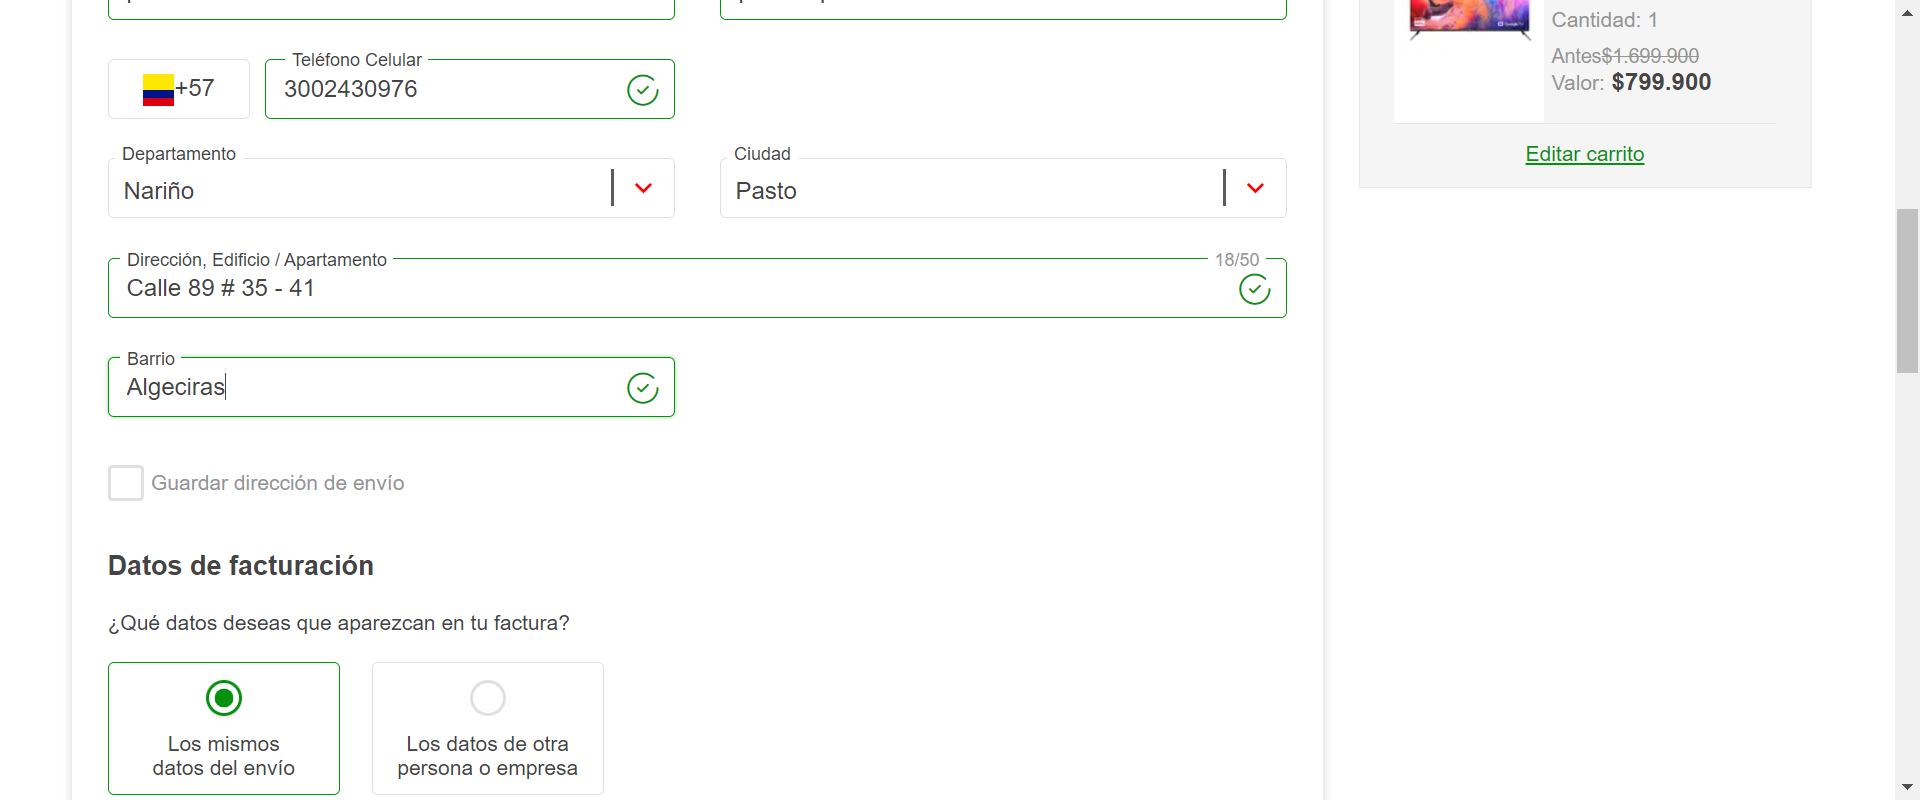 +57
Teléfono Celular
3002430976
Departamento
Nariño
Ciudad
Pasto
Dirección, Edificio / Apartamento
18/50
Calle 89 # 35 - 41
Barrio
Algeciras
Guardar dirección de envío
Datos de facturación
¿Qué datos deseas que aparezcan en tu factura?
Los mismos
datos del envío
Los datos de otra
persona o empresa
Cantidad: 1
Antes$1.699.900
Valor: $799.900
Editar carrito